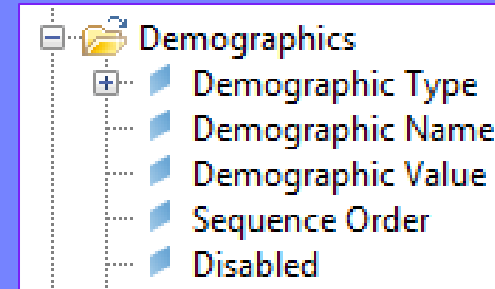 Demographics
Demographic Type
Demographic Name
Demographic Value
Sequence Order
Disabled